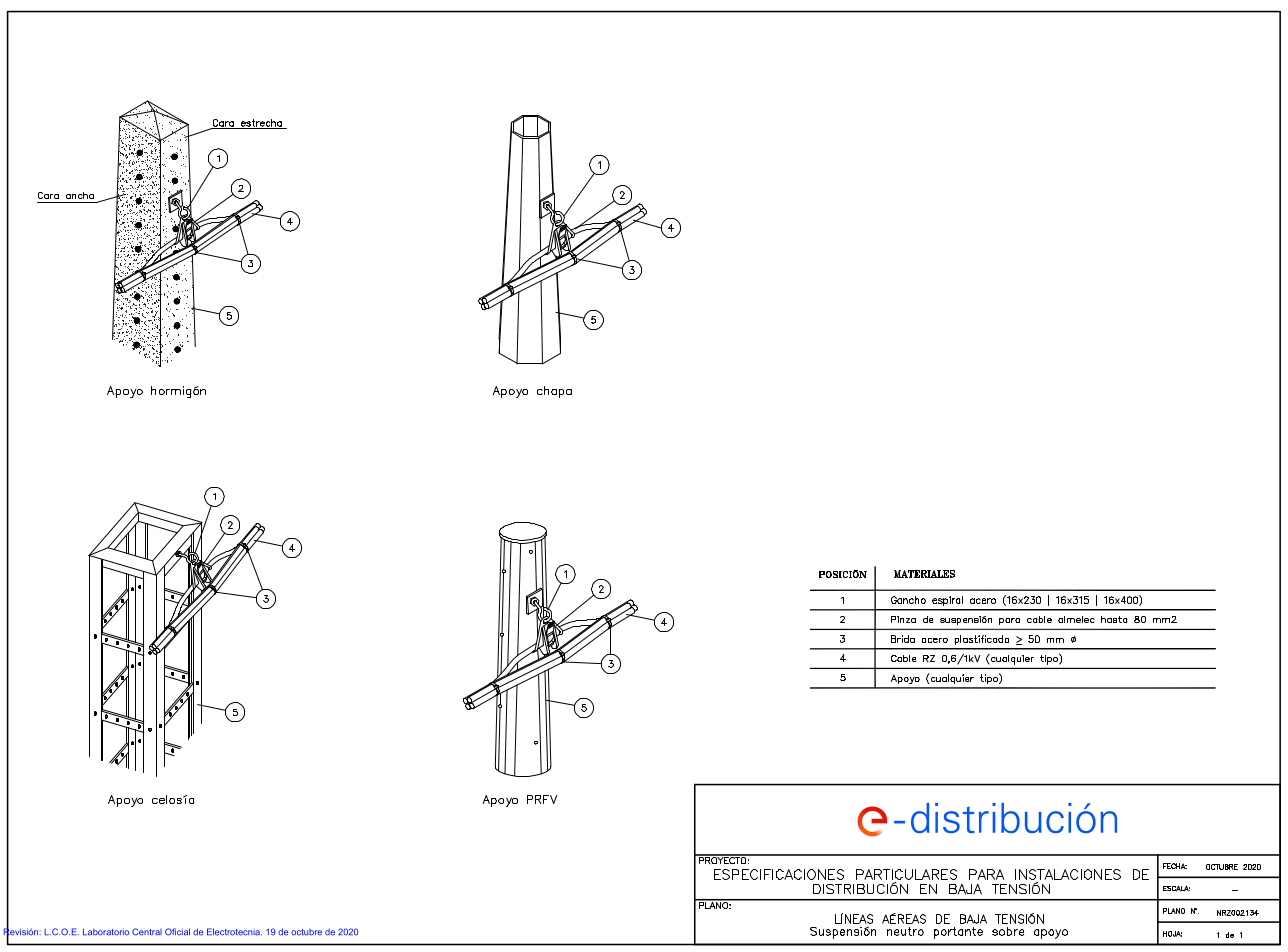 Cara estrecha
1
2
Cara ancha
4
3
5
Apoyo hormigón
1
2
4
3
5
Apoyo chapa
1
2
4
3
5
Apoyo celosía
1
2
4
3
5
Apoyo PRFV
POSICIÓN MATERIALES
1 Gancho espiral acero (16x230 | 16x315 | 16x400)
2 Pinza de suspensión para cable almelec hasta 80 mm2
3 Brida acero plastificada ≥ 50 mm ø
4 Cable RZ 0,6/1kV (cualquier tipo)
5 Apoyo (cualquier tipo)
e-distribución
PROYECTO:
ESPECIFICACIONES PARTICULARES PARA INSTALACIONES DE
DISTRIBUCIÓN EN BAJA TENSIÓN
FECHA: OCTUBRE 2020
ESCALA: –
PLANO:
LÍNEAS AÉREAS DE BAJA TENSIÓN
Suspensión neutro portante sobre apoyo
PLANO Nº. NRZ002134
HOJA: 1 de 1
Revisión: L.C.O.E. Laboratorio Central Oficial de Electrotecnia. 19 de octubre de 2020